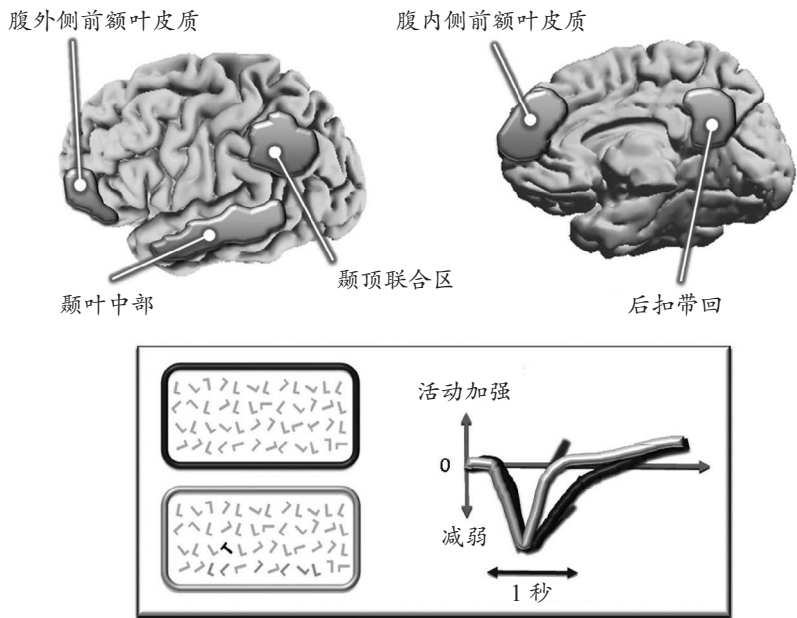 腹外侧前额叶皮质
腹内侧前额叶皮质
颞顶联合区
颞叶中部
后扣带回
活动加强
0
减弱
1 秒